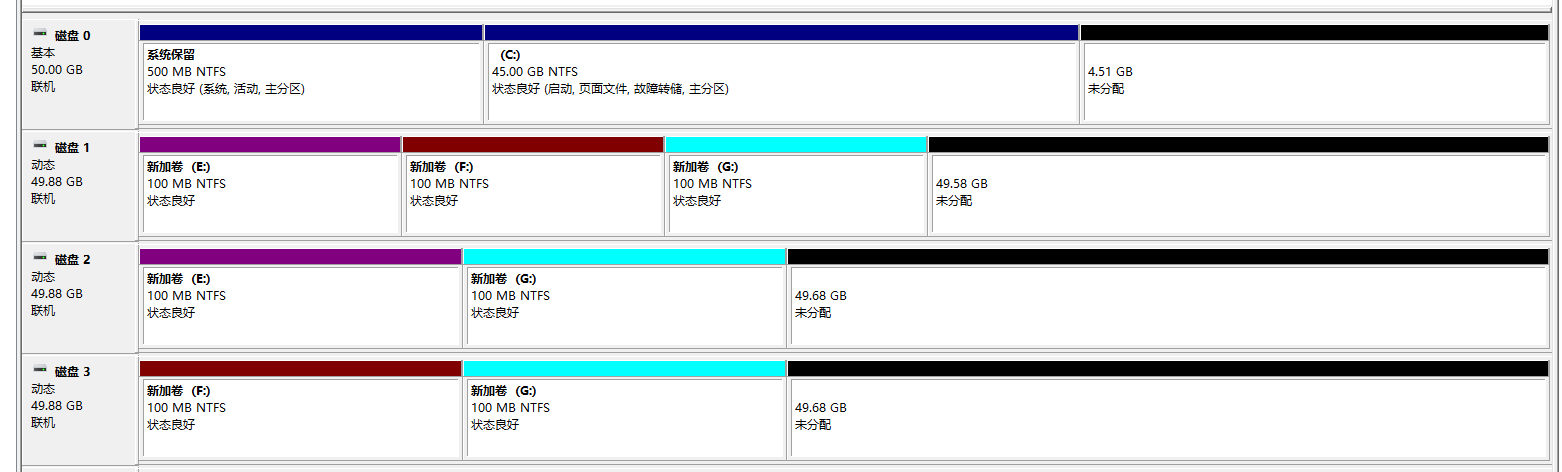 磁盘 0
基本
50.00 GB
联机
系统保留
500 MB NTFS
状态良好 (系统, 活动, 主分区)
(C:)
45.00 GB NTFS
状态良好 (启动, 页面文件, 故障转储, 主分区)
4.51 GB
未分配
磁盘 1
动态
49.88 GB
联机
新加卷 (E:)
100 MB NTFS
状态良好
新加卷 (F:)
100 MB NTFS
状态良好
新加卷 (G:)
100 MB NTFS
状态良好
49.58 GB
未分配
磁盘 2
动态
49.88 GB
联机
新加卷 (E:)
100 MB NTFS
状态良好
新加卷 (G:)
100 MB NTFS
状态良好
49.68 GB
未分配
磁盘 3
动态
49.88 GB
联机
新加卷 (F:)
100 MB NTFS
状态良好
新加卷 (G:)
100 MB NTFS
状态良好
49.68 GB
未分配